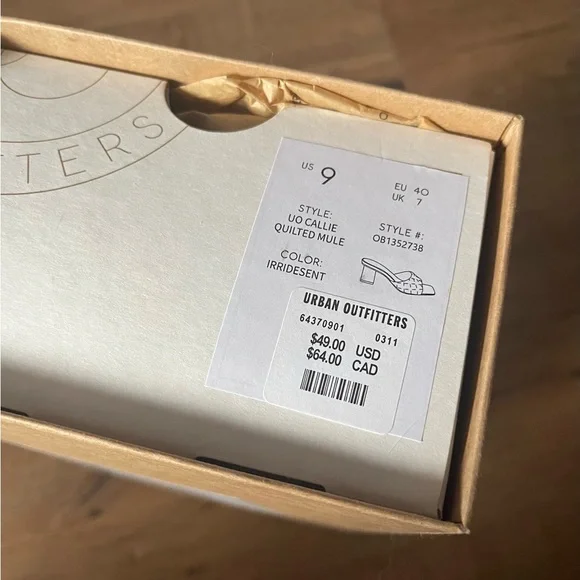 TTERS
US 9
EU 40
UK 7
STYLE:
UO CALLIE
QUILTED MULE
STYLE #:
OB1352738
COLOR:
IRRIDESENT
URBAN OUTFITTERS
64370901 0311
$49.00 USD
$64.00 CAD